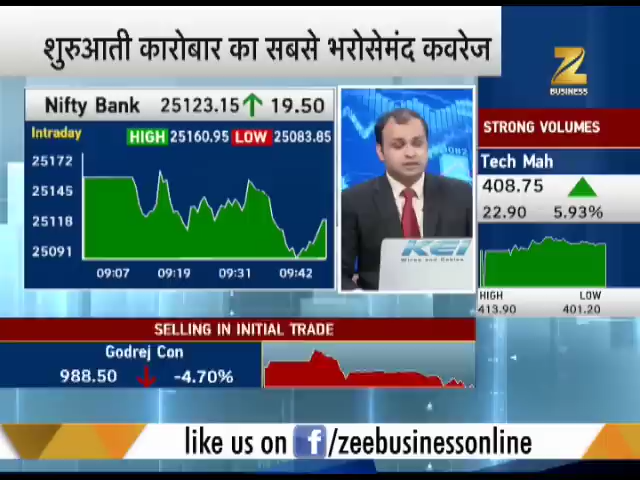 शुरुआती कारोबार का सबसे भरोसेमंद कवरेज
Z
BUSINESS
Nifty Bank 25123.15 19.50
Intraday HIGH 25160.95 LOW 25083.85
25172
25145
25118
25091
09:07 09:19 09:31 09:42
KEI
Wires and Cables
STRONG VOLUMES
Tech Mah
408.75
22.90 5.93%
HIGH LOW
413.90 401.20
SELLING IN INITIAL TRADE
Godrej Con
988.50 -4.70%
like us on f/zeebusinessonline